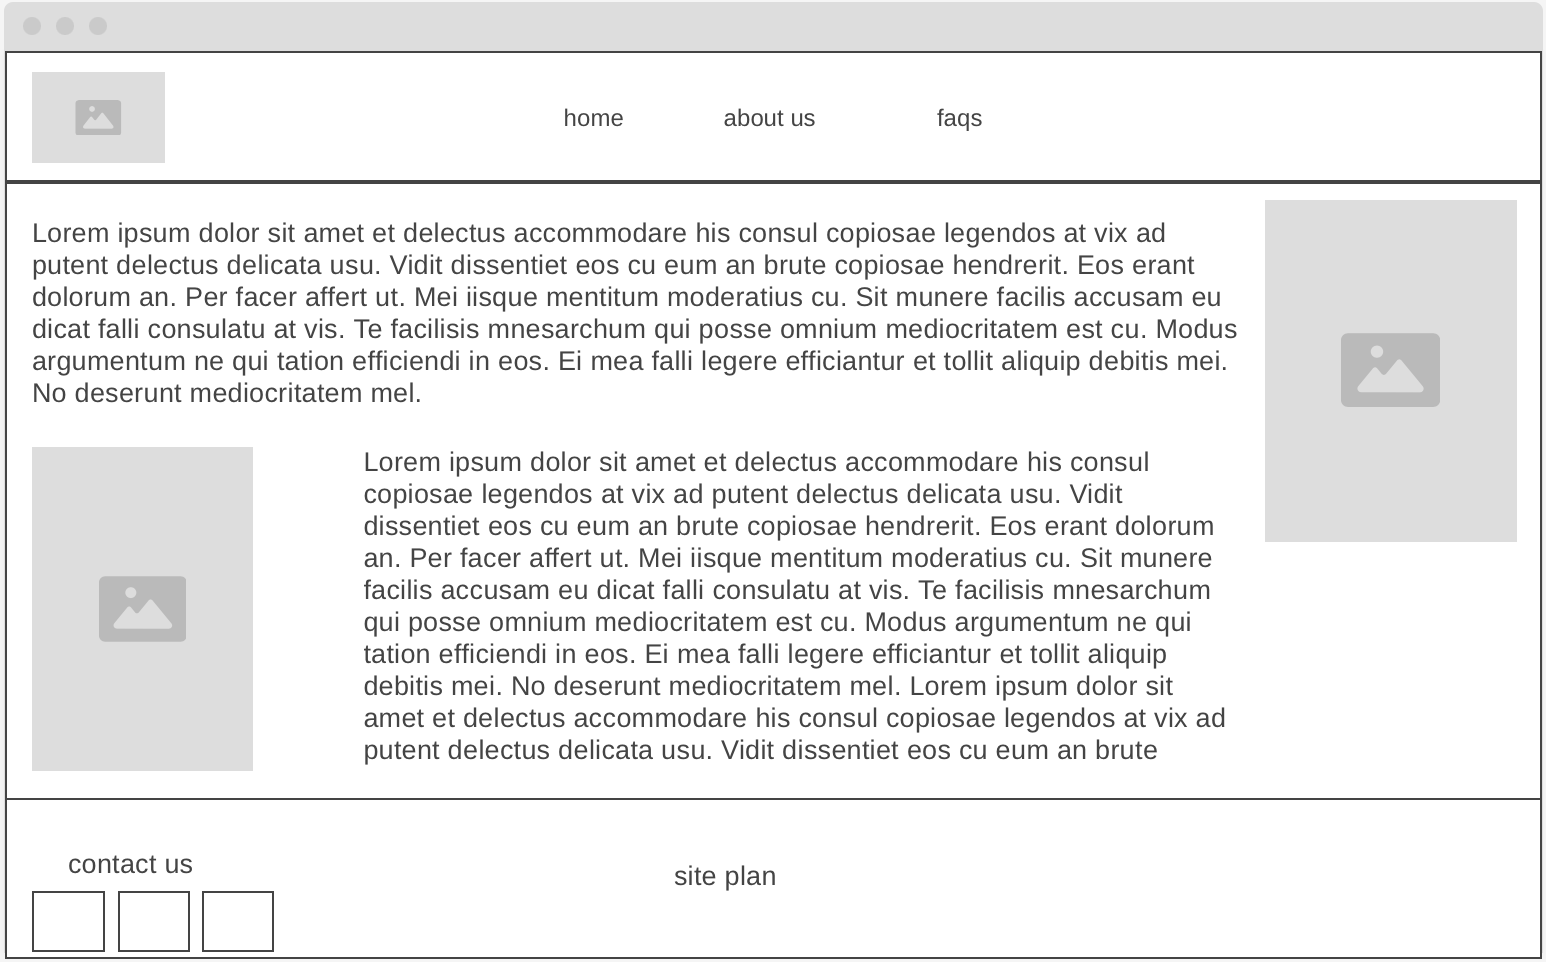 home
about us
faqs
Lorem ipsum dolor sit amet et delectus accommodare his consul copiosae legendos at vix ad
putent delectus delicata usu. Vidit dissentiet eos cu eum an brute copiosae hendrerit. Eos erant
dolorum an. Per facer affert ut. Mei iisque mentitum moderatius cu. Sit munere facilis accusam eu
dicat falli consulatu at vis. Te facilisis mnesarchum qui posse omnium mediocritatem est cu. Modus
argumentum ne qui tation efficiendi in eos. Ei mea falli legere efficiantur et tollit aliquip debitis mei.
No deserunt mediocritatem mel.
Lorem ipsum dolor sit amet et delectus accommodare his consul
copiosae legendos at vix ad putent delectus delicata usu. Vidit
dissentiet eos cu eum an brute copiosae hendrerit. Eos erant dolorum
an. Per facer affert ut. Mei iisque mentitum moderatius cu. Sit munere
facilis accusam eu dicat falli consulatu at vis. Te facilisis mnesarchum
qui posse omnium mediocritatem est cu. Modus argumentum ne qui
tation efficiendi in eos. Ei mea falli legere efficiantur et tollit aliquip
debitis mei. No deserunt mediocritatem mel. Lorem ipsum dolor sit
amet et delectus accommodare his consul copiosae legendos at vix ad
putent delectus delicata usu. Vidit dissentiet eos cu eum an brute
contact us
site plan